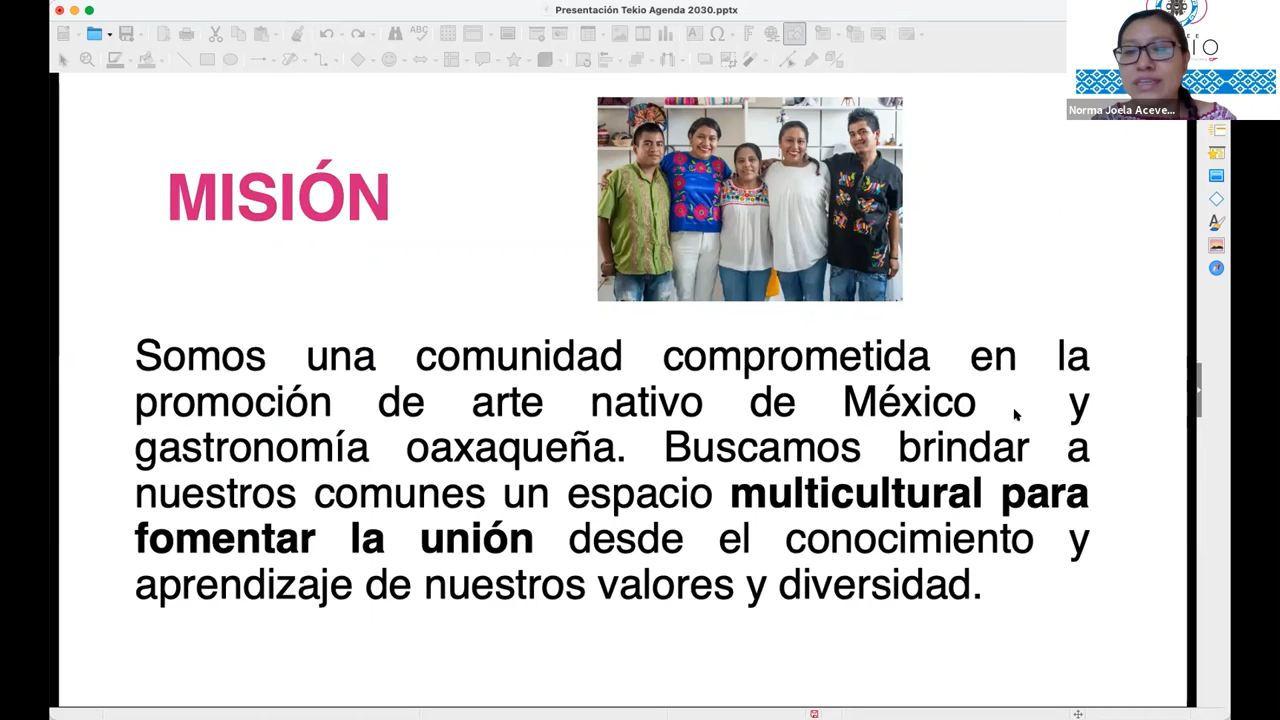 Presentación Tekio Agenda 2030.pptx
Norma Joela Aceve...
MISIÓN
Somos una comunidad comprometida en la
promoción de arte nativo de México y
gastronomía oaxaqueña. Buscamos brindar a
nuestros comunes un espacio multicultural para
fomentar la unión desde el conocimiento y
aprendizaje de nuestros valores y diversidad.